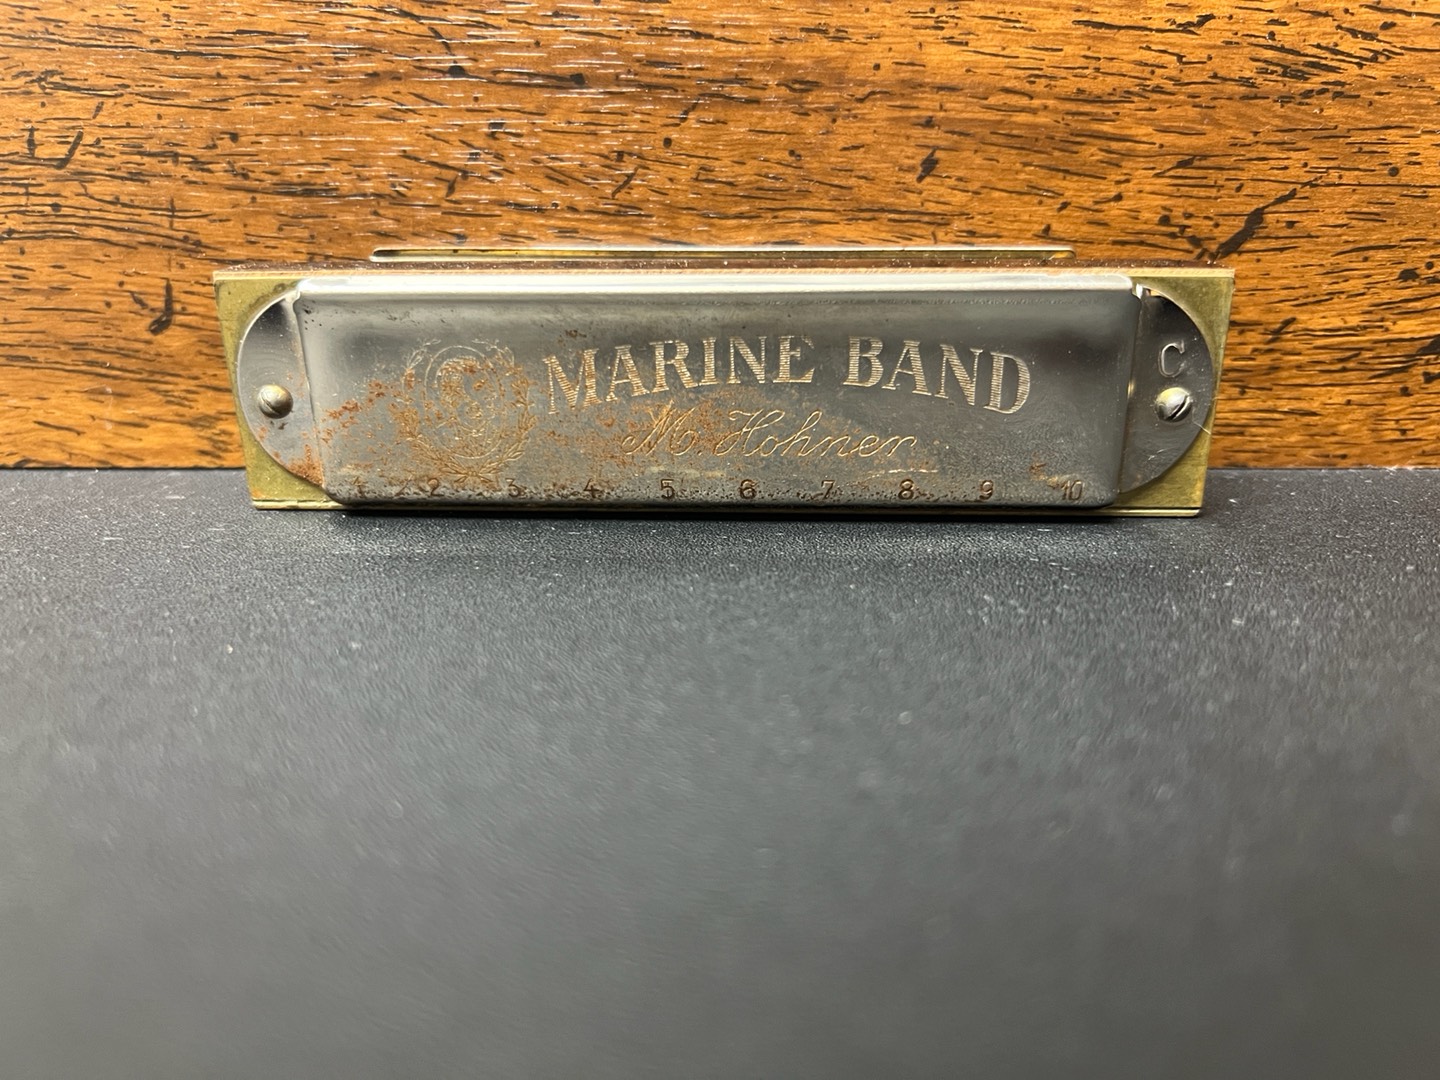 MARINE BAND
C
M. Hohner
1 2 3 4 5 6 7 8 9 10